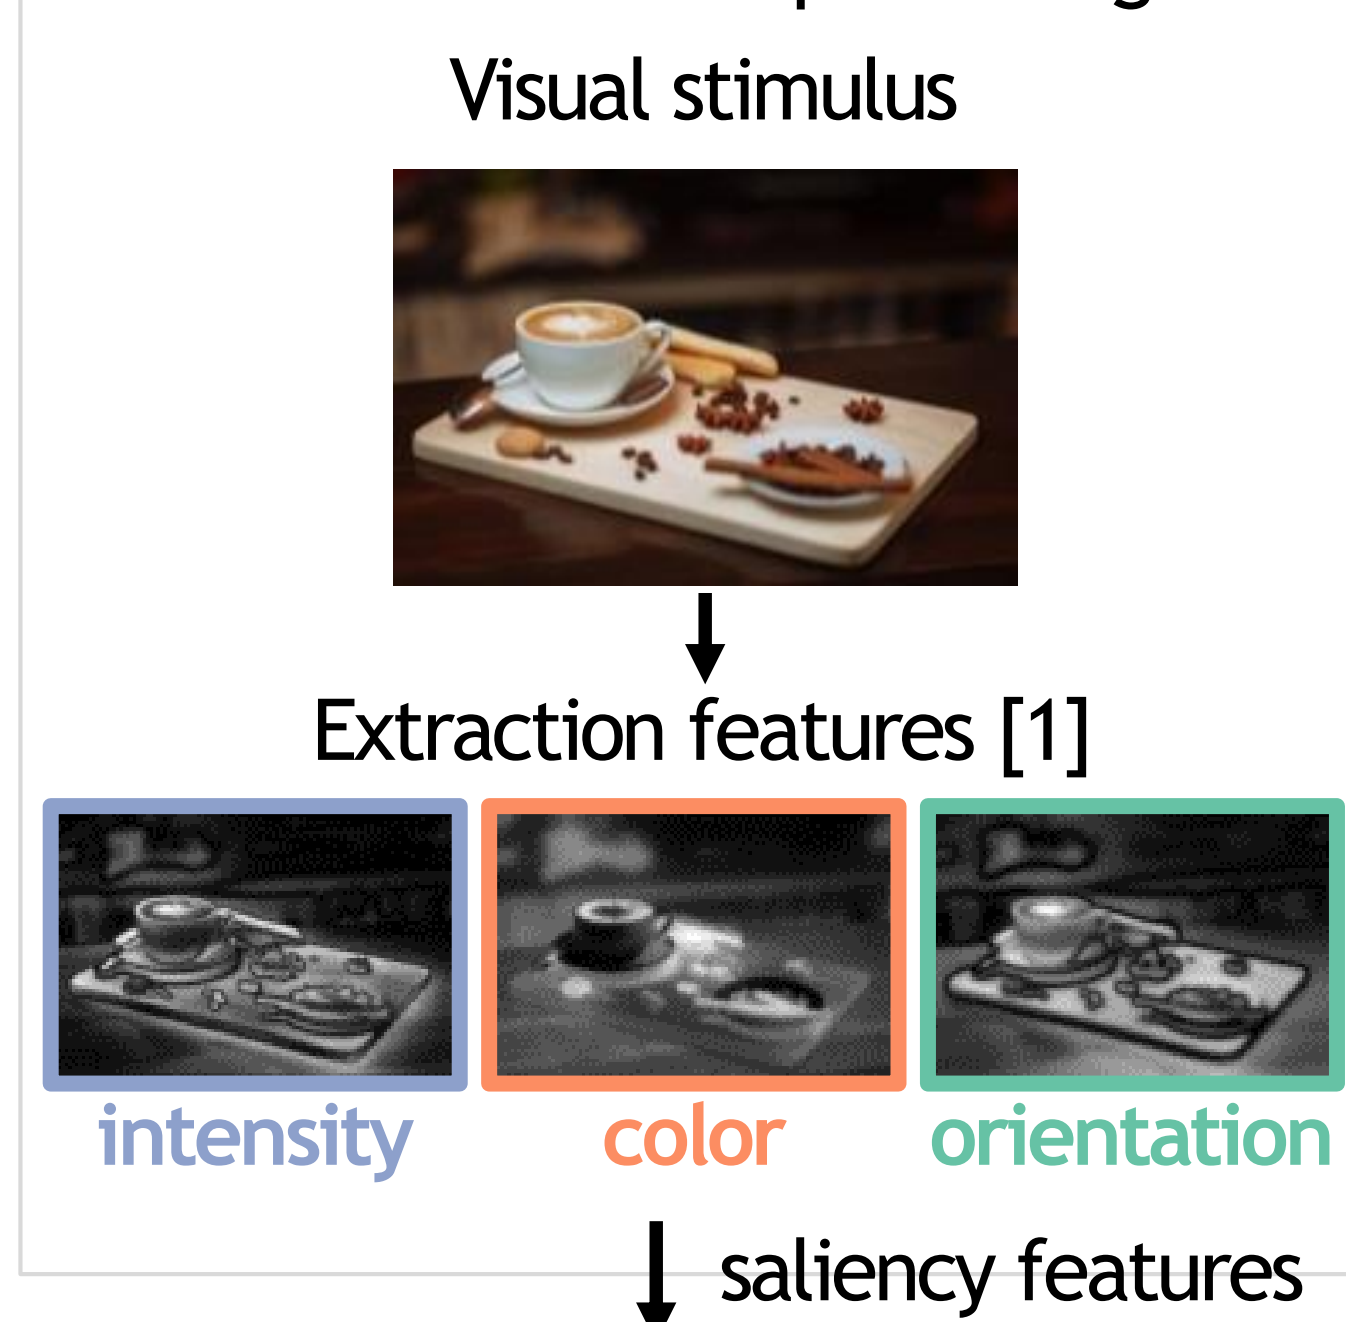 Visual stimulus
Extraction features [1]
intensity color orientation
saliency features